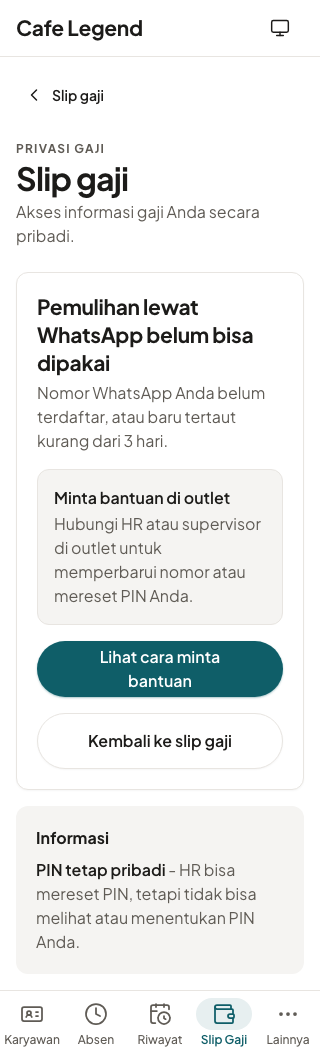 Cafe Legend
Slip gaji
PRIVASI GAJI
Slip gaji
Akses informasi gaji Anda secara
pribadi.
Pemulihan lewat
WhatsApp belum bisa
dipakai
Nomor WhatsApp Anda belum
terdaftar, atau baru tertaut
kurang dari 3 hari.
Minta bantuan di outlet
Hubungi HR atau supervisor
di outlet untuk
memperbarui nomor atau
mereset PIN Anda.
Lihat cara minta
bantuan
Kembali ke slip gaji
Informasi
PIN tetap pribadi - HR bisa
mereset PIN, tetapi tidak bisa
melihat atau menentukan PIN
Anda.
Karyawan Absen Riwayat Slip Gaji Lainnya